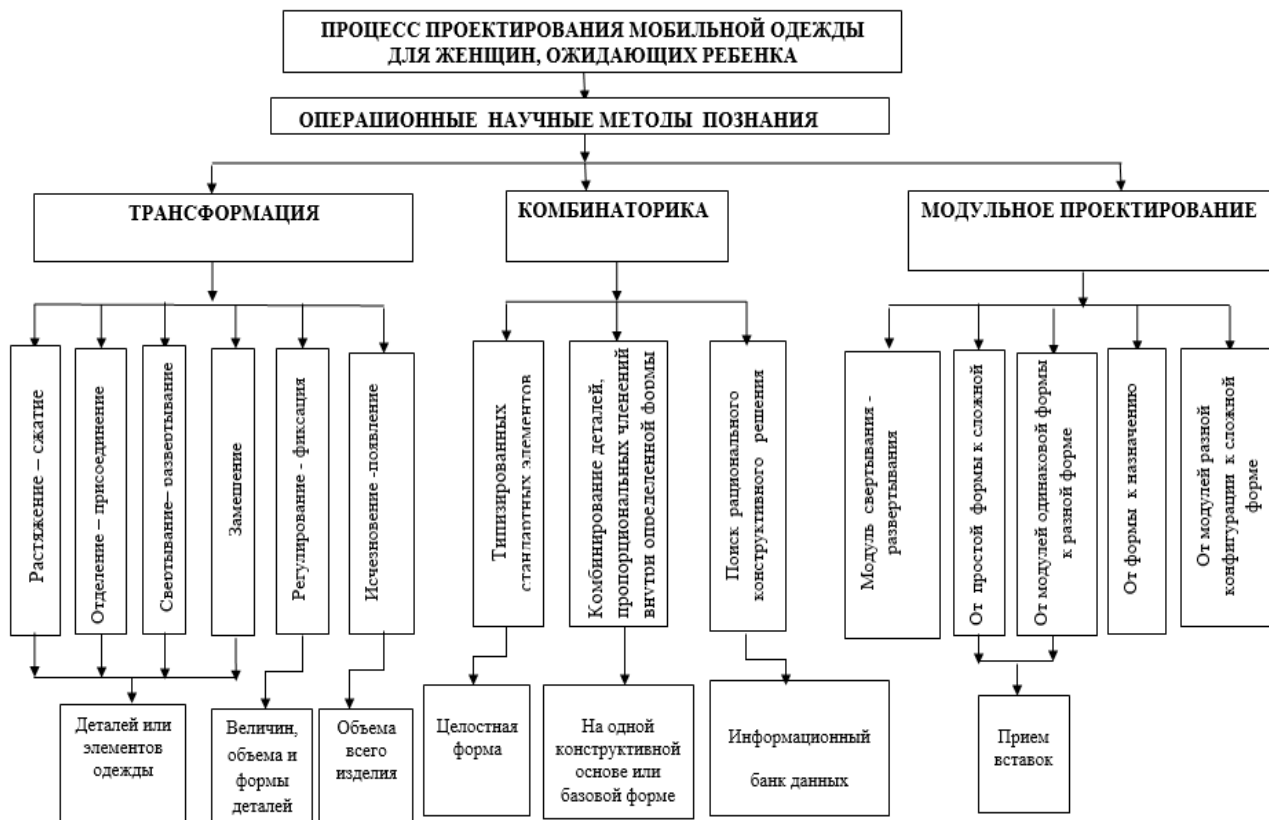 ПРОЦЕСС ПРОЕКТИРОВАНИЯ МОБИЛЬНОЙ ОДЕЖДЫ
ДЛЯ ЖЕНЩИН, ОЖИДАЮЩИХ РЕБЕНКА
ОПЕРАЦИОННЫЕ НАУЧНЫЕ МЕТОДЫ ПОЗНАНИЯ
ТРАНСФОРМАЦИЯ
КОМБИНАТОРИКА
МОДУЛЬНОЕ ПРОЕКТИРОВАНИЕ
Растяжение – сжатие
Отделение – присоединение
Свертывание– развертывание
Замешение
Регулирование - фиксация
Исчезновение -появление
Типизированных
стандартных элементов
Комбинирование деталей,
пропорциональных членений
внутри определенной формы
Поиск рационального
конструктивного решения
Модуль свертывания -
развертывания
От простой формы к сложной
От модулей одинаковой формы
к разной форме
От формы к назначению
От модулей разной
конфигурации к сложной
форме
Деталей или
элементов
одежды
Величин,
объема и
формы
деталей
Объема
всего
изделия
Целостная
форма
На одной
конструктивной
основе или
базовой форме
Информационный
банк данных
Прием
вставок